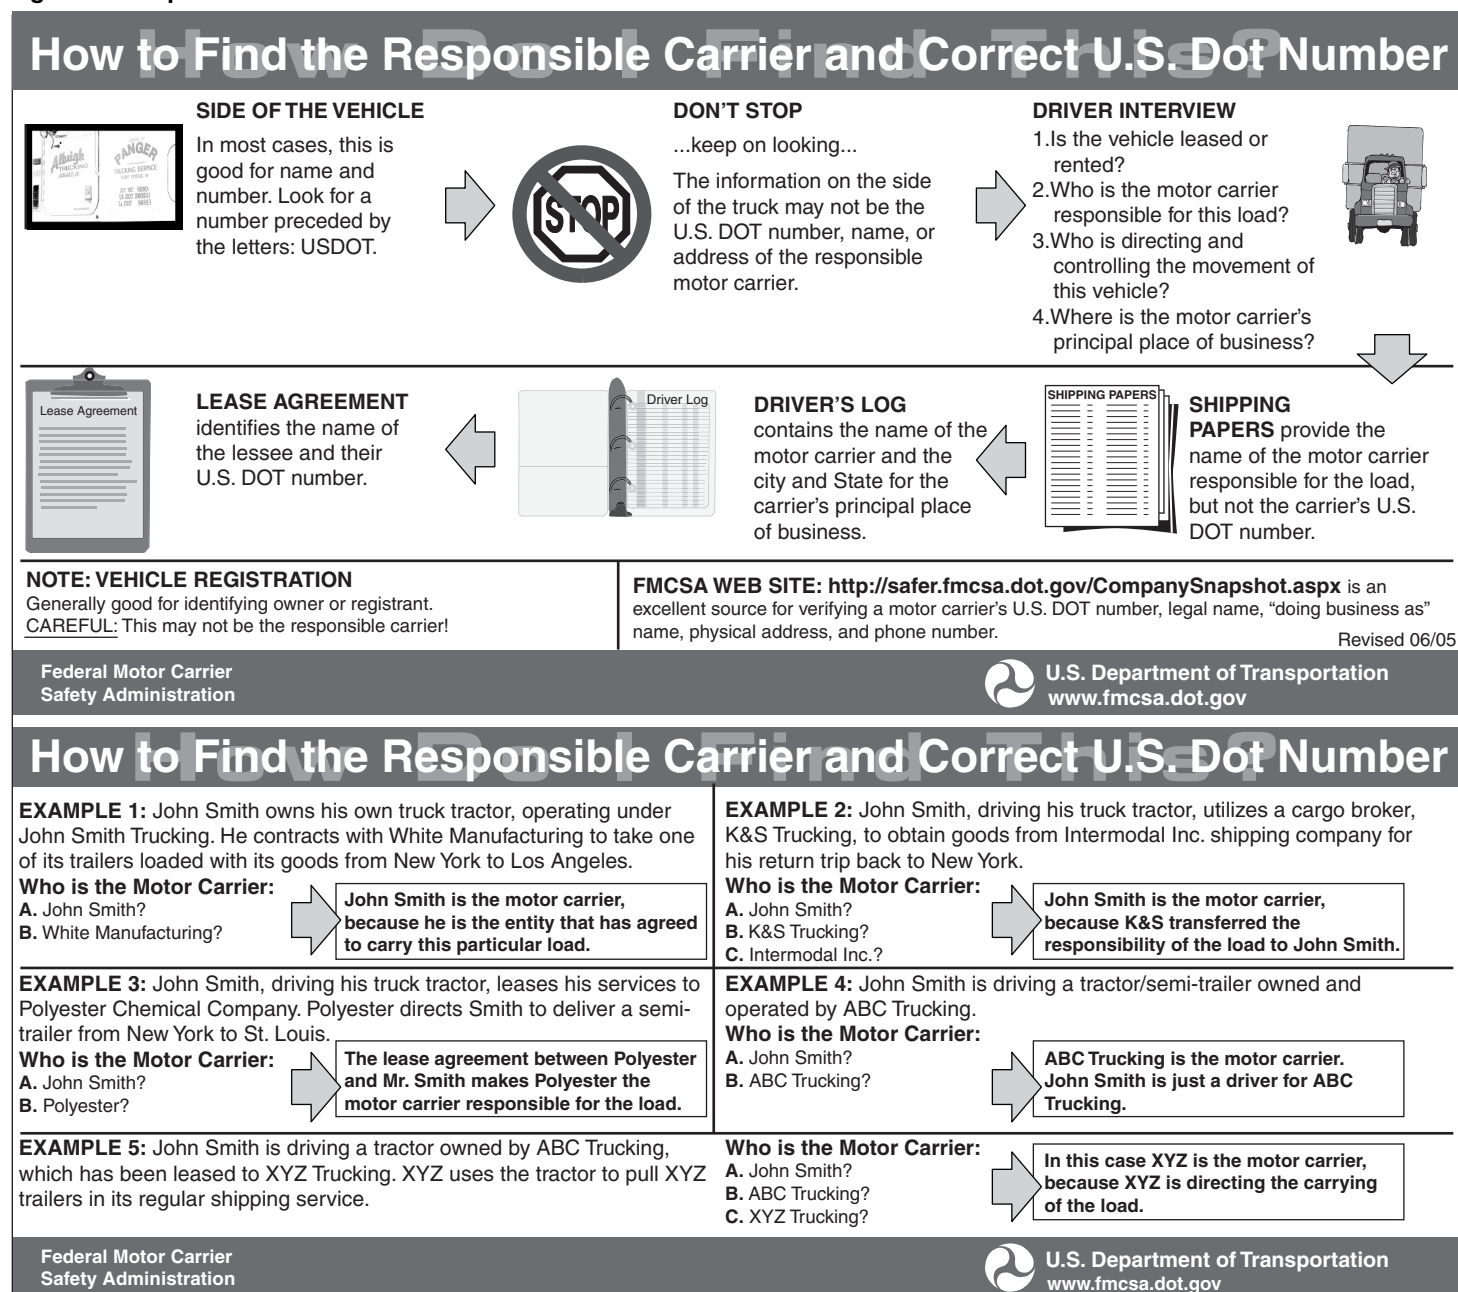 How to Find the Responsible Carrier and Correct U.S. Dot Number
How Do I Find This?
SIDE OF THE VEHICLE
In most cases, this is
good for name and
number. Look for a
number preceded by
the letters: USDOT.
Albrigh
TRUCKING
PANGER
TRUCKING SERVICE
STOP
DON'T STOP
...keep on looking...
The information on the side
of the truck may not be the
U.S. DOT number, name, or
address of the responsible
motor carrier.
DRIVER INTERVIEW
1.Is the vehicle leased or
rented?
2.Who is the motor carrier
responsible for this load?
3.Who is directing and
controlling the movement of
this vehicle?
4.Where is the motor carrier's
principal place of business?
Lease Agreement
LEASE AGREEMENT
identifies the name of
the lessee and their
U.S. DOT number.
Driver Log
DRIVER'S LOG
contains the name of the
motor carrier and the
city and State for the
carrier's principal place
of business.
SHIPPING PAPERS
SHIPPING
PAPERS provide the
name of the motor carrier
responsible for the load,
but not the carrier's U.S.
DOT number.
NOTE: VEHICLE REGISTRATION
Generally good for identifying owner or registrant.
CAREFUL: This may not be the responsible carrier!
FMCSA WEB SITE: http://safer.fmcsa.dot.gov/CompanySnapshot.aspx is an
excellent source for verifying a motor carrier's U.S. DOT number, legal name, “doing business as”
name, physical address, and phone number.
Revised 06/05
Federal Motor Carrier
Safety Administration
U.S. Department of Transportation
www.fmcsa.dot.gov
How to Find the Responsible Carrier and Correct U.S. Dot Number
How Do I Find This?
EXAMPLE 1: John Smith owns his own truck tractor, operating under
John Smith Trucking. He contracts with White Manufacturing to take one
of its trailers loaded with its goods from New York to Los Angeles.
Who is the Motor Carrier:
A. John Smith?
B. White Manufacturing?
John Smith is the motor carrier,
because he is the entity that has agreed
to carry this particular load.
EXAMPLE 2: John Smith, driving his truck tractor, utilizes a cargo broker,
K&S Trucking, to obtain goods from Intermodal Inc. shipping company for
his return trip back to New York.
Who is the Motor Carrier:
A. John Smith?
B. K&S Trucking?
C. Intermodal Inc.?
John Smith is the motor carrier,
because K&S transferred the
responsibility of the load to John Smith.
EXAMPLE 3: John Smith, driving his truck tractor, leases his services to
Polyester Chemical Company. Polyester directs Smith to deliver a semi-
trailer from New York to St. Louis.
Who is the Motor Carrier:
A. John Smith?
B. Polyester?
The lease agreement between Polyester
and Mr. Smith makes Polyester the
motor carrier responsible for the load.
EXAMPLE 4: John Smith is driving a tractor/semi-trailer owned and
operated by ABC Trucking.
Who is the Motor Carrier:
A. John Smith?
B. ABC Trucking?
ABC Trucking is the motor carrier.
John Smith is just a driver for ABC
Trucking.
EXAMPLE 5: John Smith is driving a tractor owned by ABC Trucking,
which has been leased to XYZ Trucking. XYZ uses the tractor to pull XYZ
trailers in its regular shipping service.
Who is the Motor Carrier:
A. John Smith?
B. ABC Trucking?
C. XYZ Trucking?
In this case XYZ is the motor carrier,
because XYZ is directing the carrying
of the load.
Federal Motor Carrier
Safety Administration
U.S. Department of Transportation
www.fmcsa.dot.gov